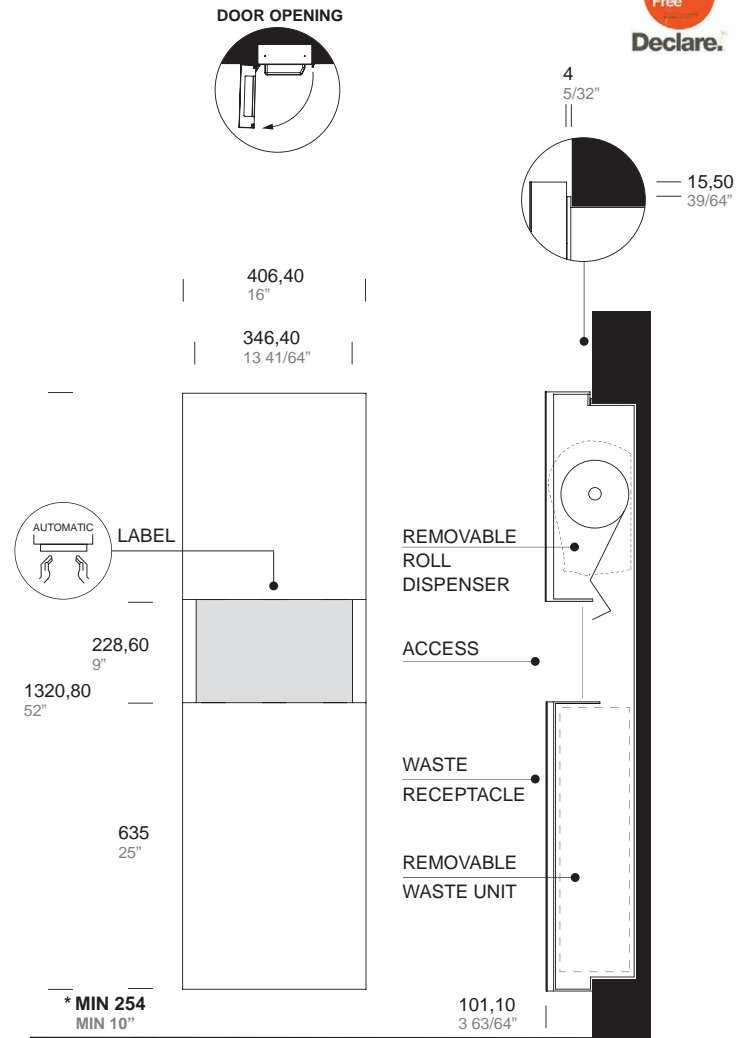 DOOR OPENING
Free
Declare.
4
5/32"
15,50
39/64"
406,40
16"
346,40
13 41/64"
AUTOMATIC
LABEL
REMOVABLE
ROLL
DISPENSER
228,60
9"
ACCESS
1320,80
52"
WASTE
RECEPTACLE
635
25"
REMOVABLE
WASTE UNIT
* MIN 254
MIN 10"
101,10
3 63/64"